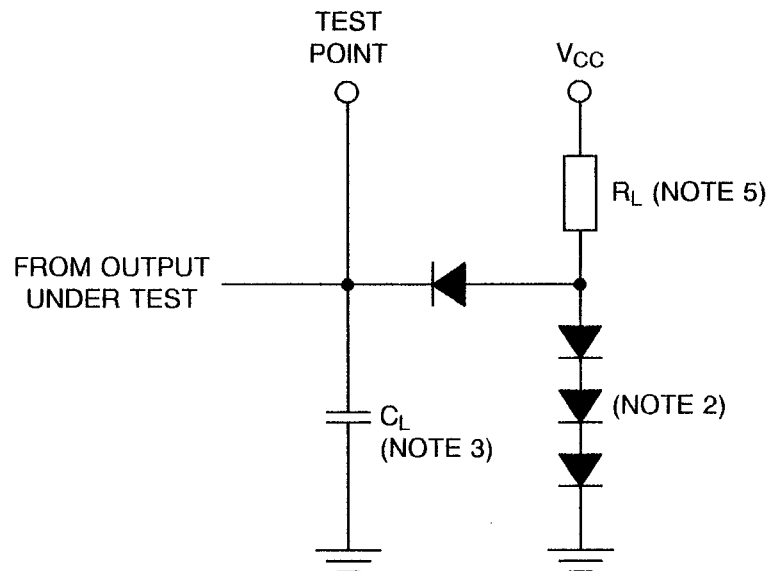 TEST
POINT
VCC
RL (NOTE 5)
FROM OUTPUT
UNDER TEST
CL
(NOTE 3)
(NOTE 2)